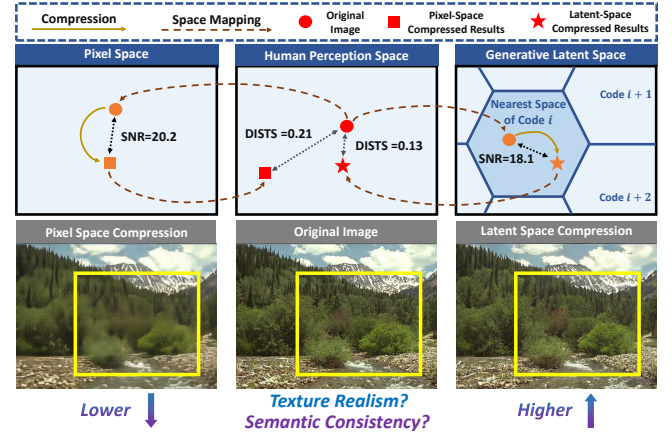 Compression
Space Mapping
Original
Image
Pixel-Space
Compressed Results
Latent-Space
Compressed Results
Pixel Space
Human Perception Space
Generative Latent Space
SNR=20.2
DISTS =0.21
DISTS =0.13
Nearest Space
of Code i
SNR=18.1
Code i + 1
Code i + 2
Pixel Space Compression
Original Image
Latent Space Compression
Lower
Texture Realism?
Semantic Consistency?
Higher